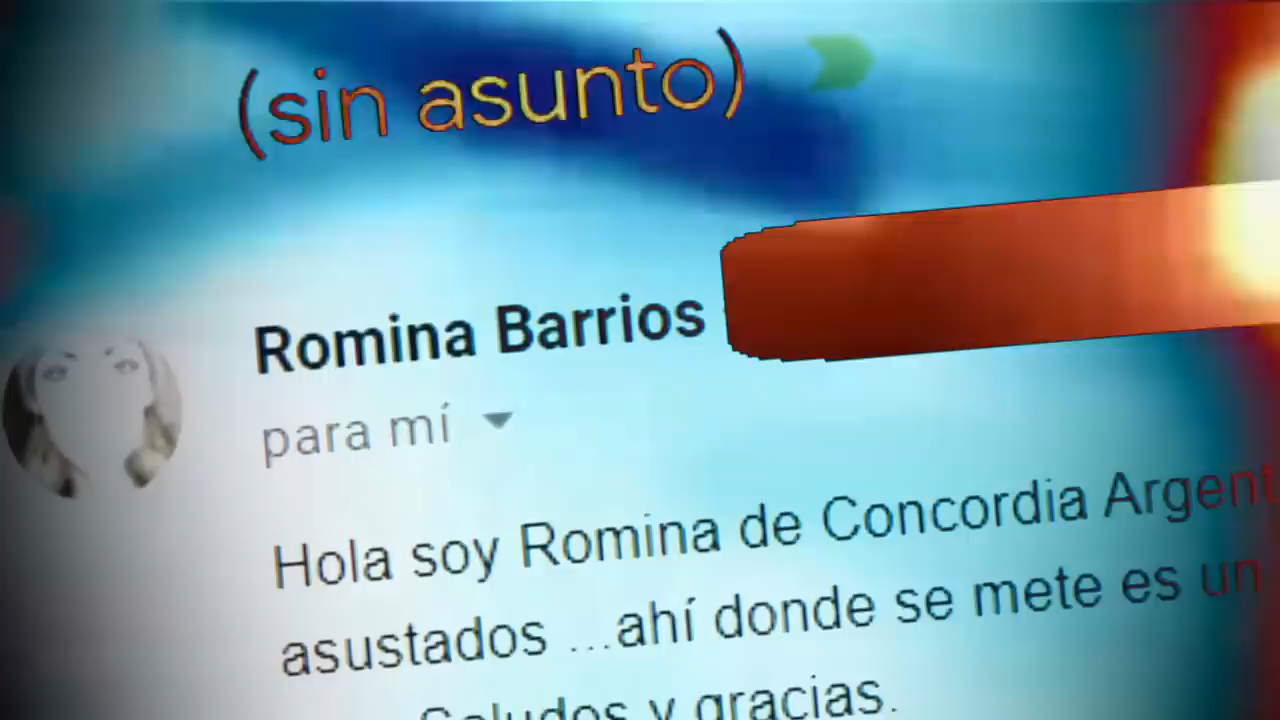 (sin asunto)
Romina Barrios
para mí
Hola soy Romina de Concordia Argent
asustados ...ahí donde se mete es un
Saludos y gracias.